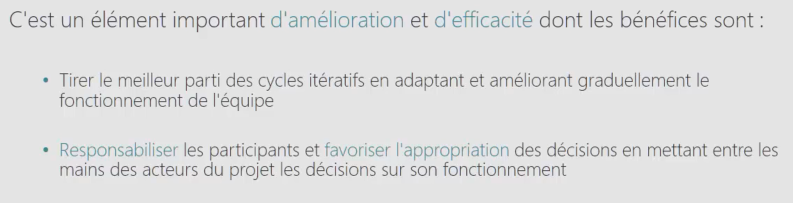 C'est un élément important d'amélioration et d'efficacité dont les bénéfices sont :
• Tirer le meilleur parti des cycles itératifs en adaptant et améliorant graduellement le
fonctionnement de l'équipe
• Responsabiliser les participants et favoriser l'appropriation des décisions en mettant entre les
mains des acteurs du projet les décisions sur son fonctionnement